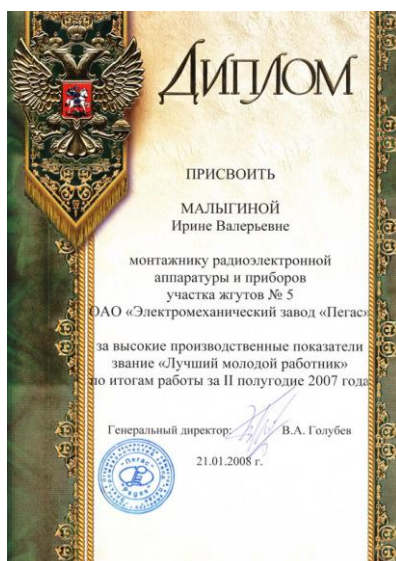 ДИПЛОМ
ПРИСВОИТЬ
МАЛЫГИНОЙ
Ирине Валерьевне
монтажнику радиоэлектронной
аппаратуры и приборов
участка жгутов № 5
ОАО «Электромеханический завод «Пегас»
за высокие производственные показатели
звание «Лучший молодой работник»
по итогам работы за II полугодие 2007 года
Генеральный директор: В.А. Голубев
21.01.2008 г.
«Пегас»